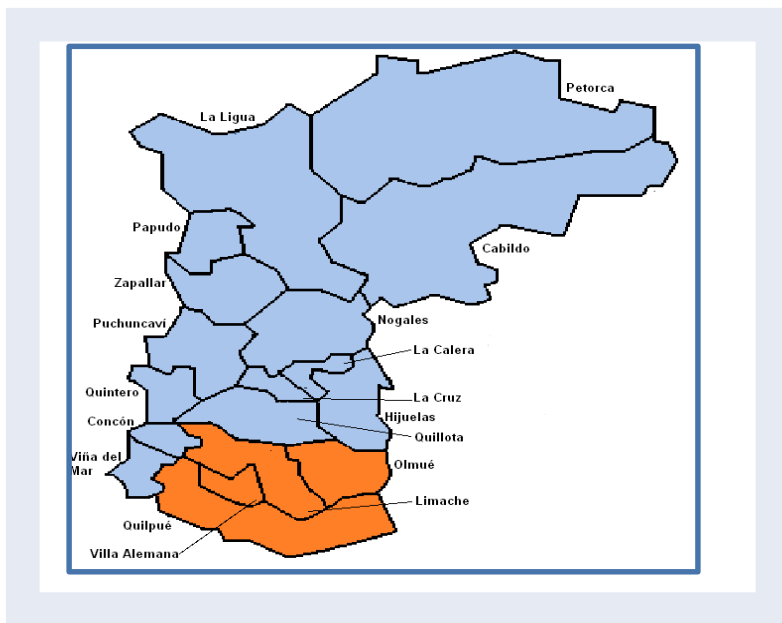 Petorca
La Ligua
Papudo
Cabildo
Zapallar
Puchuncaví
Nogales
La Calera
Quintero
La Cruz
Concón
Hijuelas
Quillota
Viña del
Mar
Olmué
Limache
Quilpué
Villa Alemana